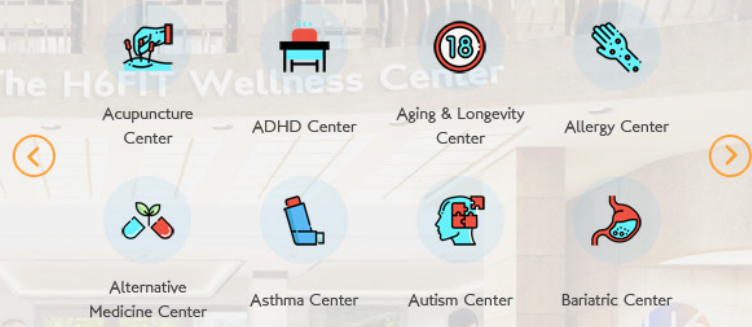 The H6FIT Wellness Center
18
Acupuncture
Center
ADHD Center
Aging & Longevity
Center
Allergy Center
Alternative
Medicine Center
Asthma Center
Autism Center
Bariatric Center